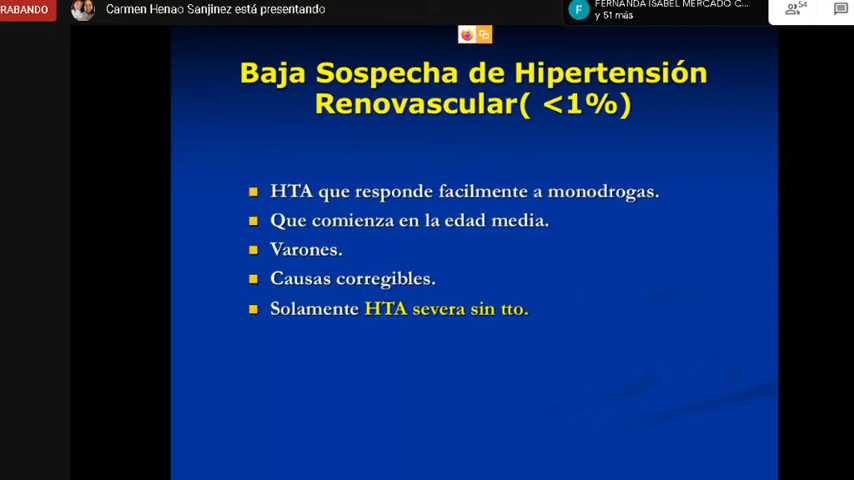 RABANDO
Carmen Henao Sanjinez está presentando
F
FERNANDA ISABEL MERCADO C...
y 51 más
54
Baja Sospecha de Hipertensión
Renovascular( <1%)
HTA que responde facilmente a monodrogas.
Que comienza en la edad media.
Varones.
Causas corregibles.
Solamente HTA severa sin tto.